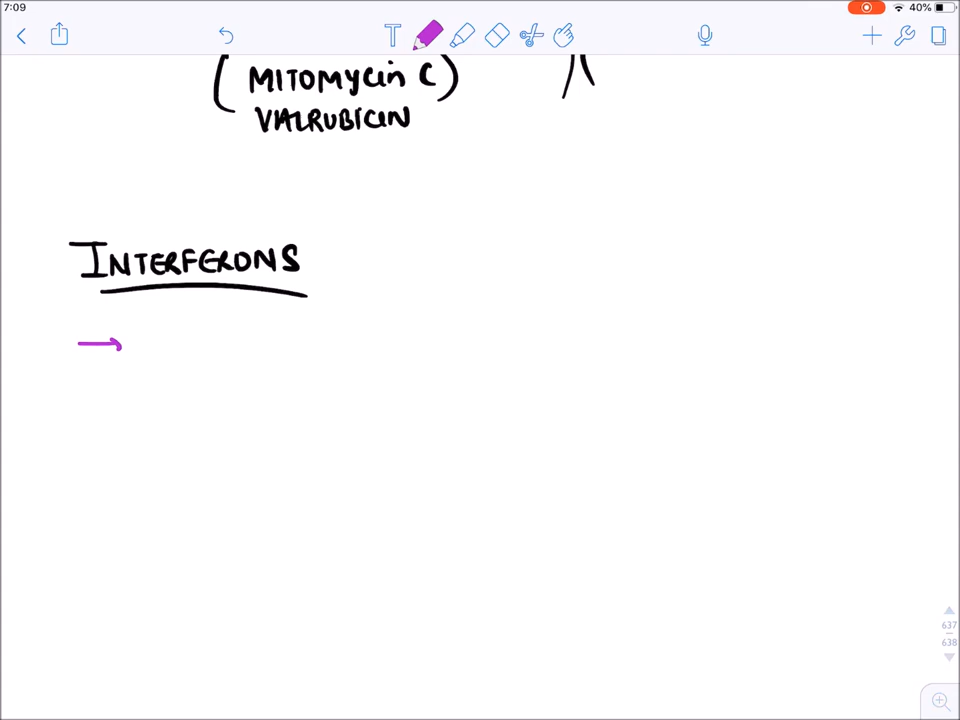 7:09
40%
T
( MITOMYCIN C )
VALRUBICIN
INTERFERONS
→
637
638